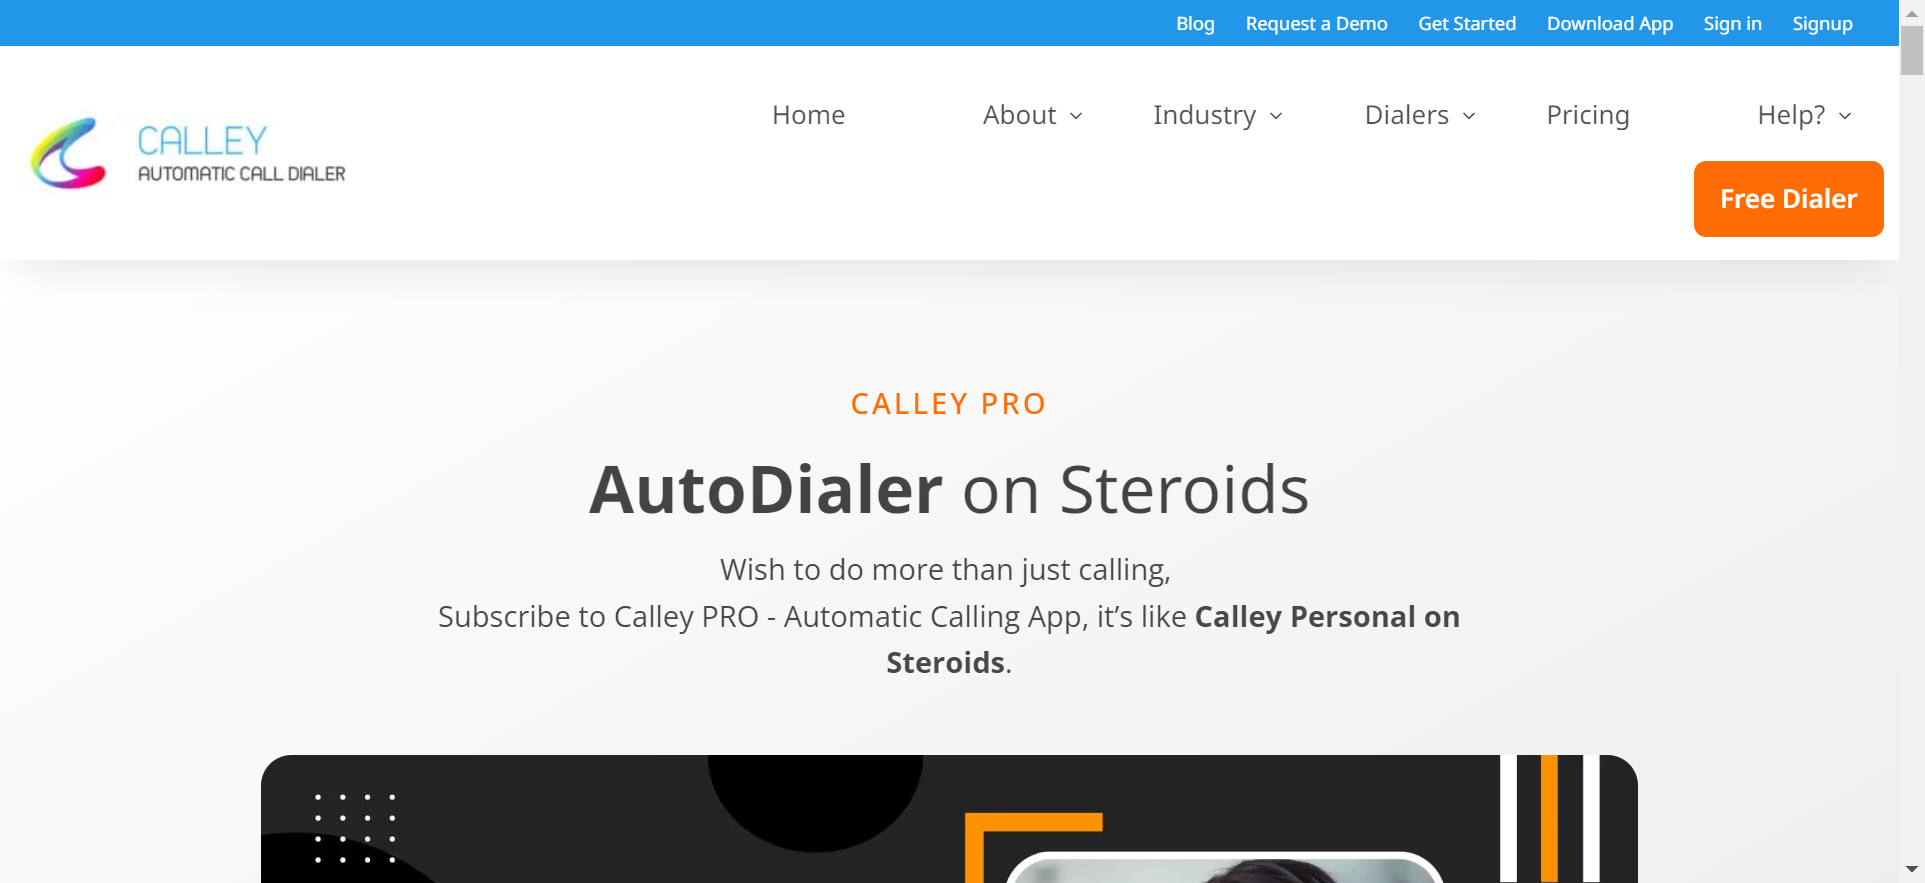 Blog Request a Demo Get Started Download App Sign in Signup
CALLEY
AUTOMATIC CALL DIALER
Home About Industry Dialers Pricing Help?
Free Dialer
CALLEY PRO
AutoDialer on Steroids
Wish to do more than just calling,
Subscribe to Calley PRO - Automatic Calling App, it’s like Calley Personal on
Steroids.